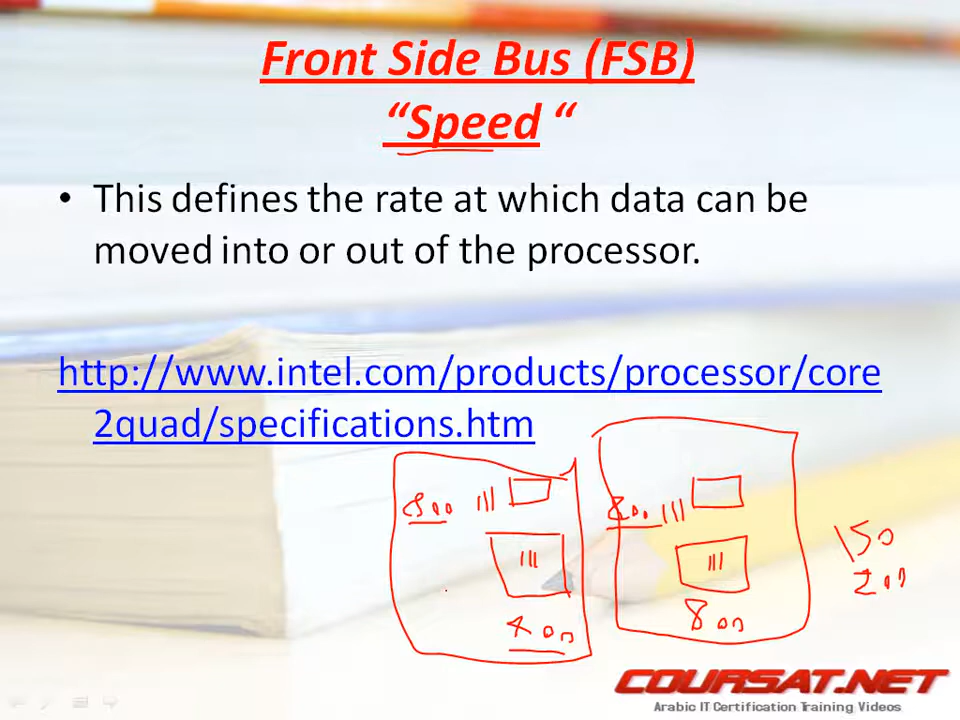 Front Side Bus (FSB)
“Speed “
• This defines the rate at which data can be
moved into or out of the processor.
http://www.intel.com/products/processor/core
2quad/specifications.htm
800
800
150
200
400
800
COURSAT.NET
Arabic IT Certification Training Videos